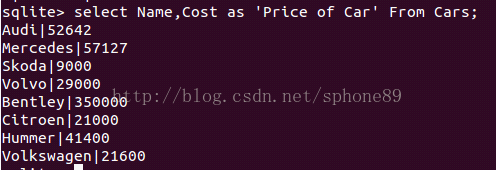 sqlite> select Name,Cost as 'Price of Car' From Cars;
Audi|52642
Mercedes|57127
Skoda|9000
Volvo|29000
http://blog.csdn.net/sphone89
Bentley|350000
Citroen|21000
Hummer|41400
Volkswagen|21600